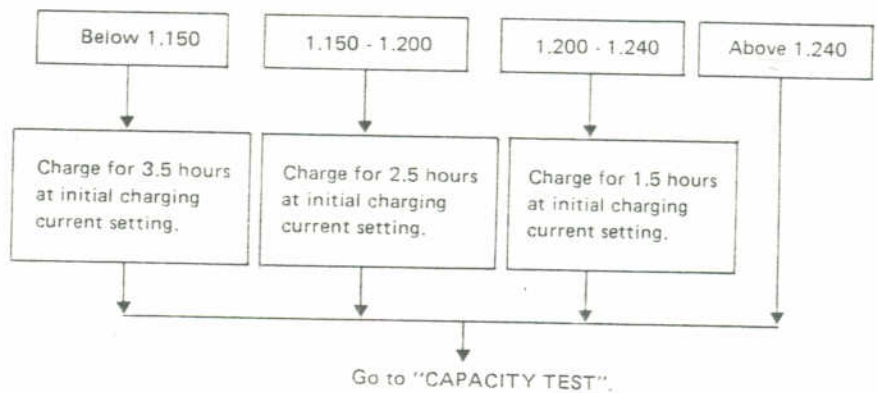 Below 1.150
1.150 - 1.200
1.200 - 1.240
Above 1.240
Charge for 3.5 hours
at initial charging
current setting.
Charge for 2.5 hours
at initial charging
current setting.
Charge for 1.5 hours
at initial charging
current setting.
Go to "CAPACITY TEST".